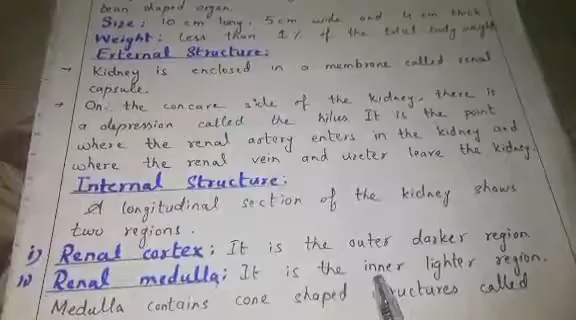 bean shaped organ.
Size: 10 cm long, 5 cm wide and 4 cm thick
Weight: Less than 1% of the total body weight
External Structure:
→ Kidney is enclosed in a membrane called renal
capsule.
→ On the concave side of the kidney, there is
a depression called the hilus. It is the point
where the renal artery enters in the kidney and
where the renal vein and ureter leave the kidney.
Internal Structure:
A longitudinal section of the kidney shows
two regions.
i) Renal cortex: It is the outer darker region
ii) Renal medulla: It is the inner lighter region.
Medulla contains cone shaped structures called